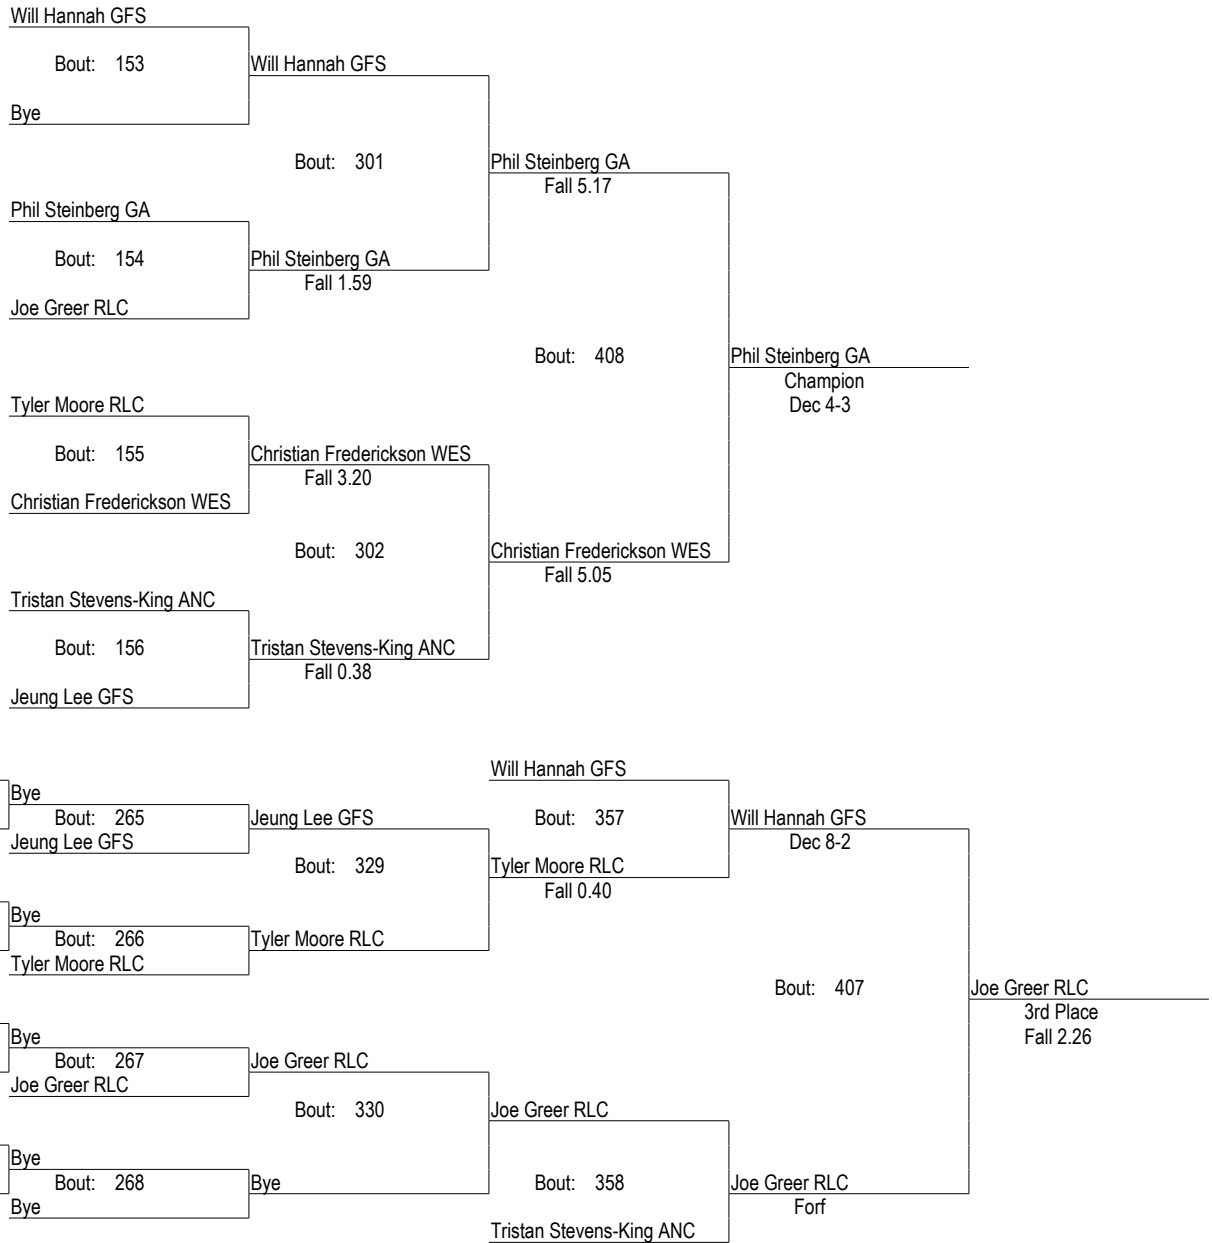 Will Hannah GFS
Bout: 153
Will Hannah GFS
Bye
Bout: 301
Phil Steinberg GA
Fall 5.17
Phil Steinberg GA
Bout: 154
Phil Steinberg GA
Fall 1.59
Joe Greer RLC
Bout: 408
Phil Steinberg GA
Champion
Dec 4-3
Tyler Moore RLC
Bout: 155
Christian Frederickson WES
Fall 3.20
Christian Frederickson WES
Bout: 302
Christian Frederickson WES
Fall 5.05
Tristan Stevens-King ANC
Bout: 156
Tristan Stevens-King ANC
Fall 0.38
Jeung Lee GFS
Will Hannah GFS
Bye
Bout: 265
Jeung Lee GFS
Bout: 357
Will Hannah GFS
Jeung Lee GFS
Dec 8-2
Bout: 329
Tyler Moore RLC
Fall 0.40
Bye
Bout: 266
Tyler Moore RLC
Tyler Moore RLC
Bout: 407
Joe Greer RLC
3rd Place
Fall 2.26
Bye
Bout: 267
Joe Greer RLC
Joe Greer RLC
Bout: 330
Joe Greer RLC
Bye
Bout: 268
Bye
Bout: 358
Joe Greer RLC
Bye
Forf
Tristan Stevens-King ANC